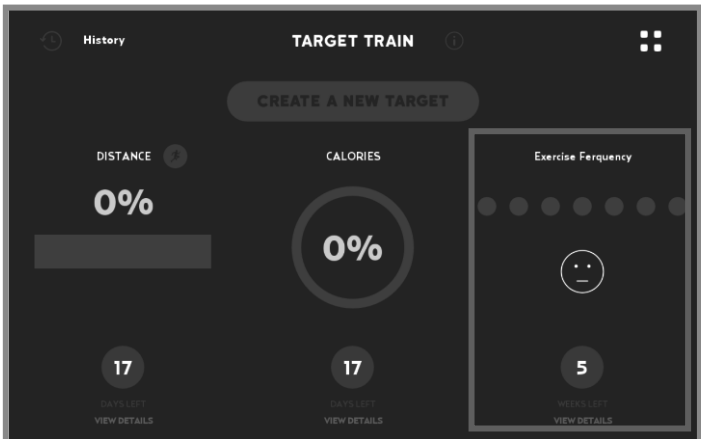 History
TARGET TRAIN
CREATE A NEW TARGET
DISTANCE
0%
17
DAYS LEFT
VIEW DETAILS
CALORIES
0%
17
DAYS LEFT
VIEW DETAILS
Exercise Ferquency
5
WEEKS LEFT
VIEW DETAILS